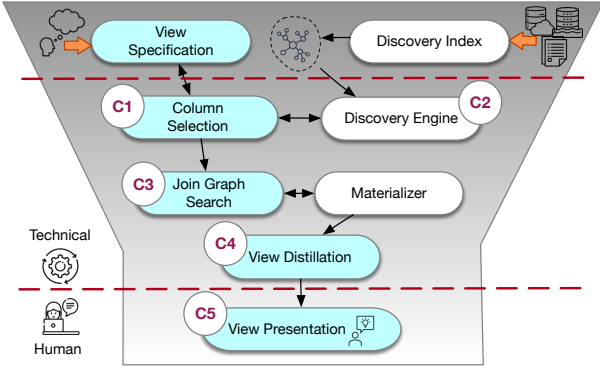 View
Specification
Discovery Index
C1
Column
Selection
Discovery Engine
C2
C3
Join Graph
Search
Materializer
Technical
C4
View Distillation
C5
View Presentation
Human